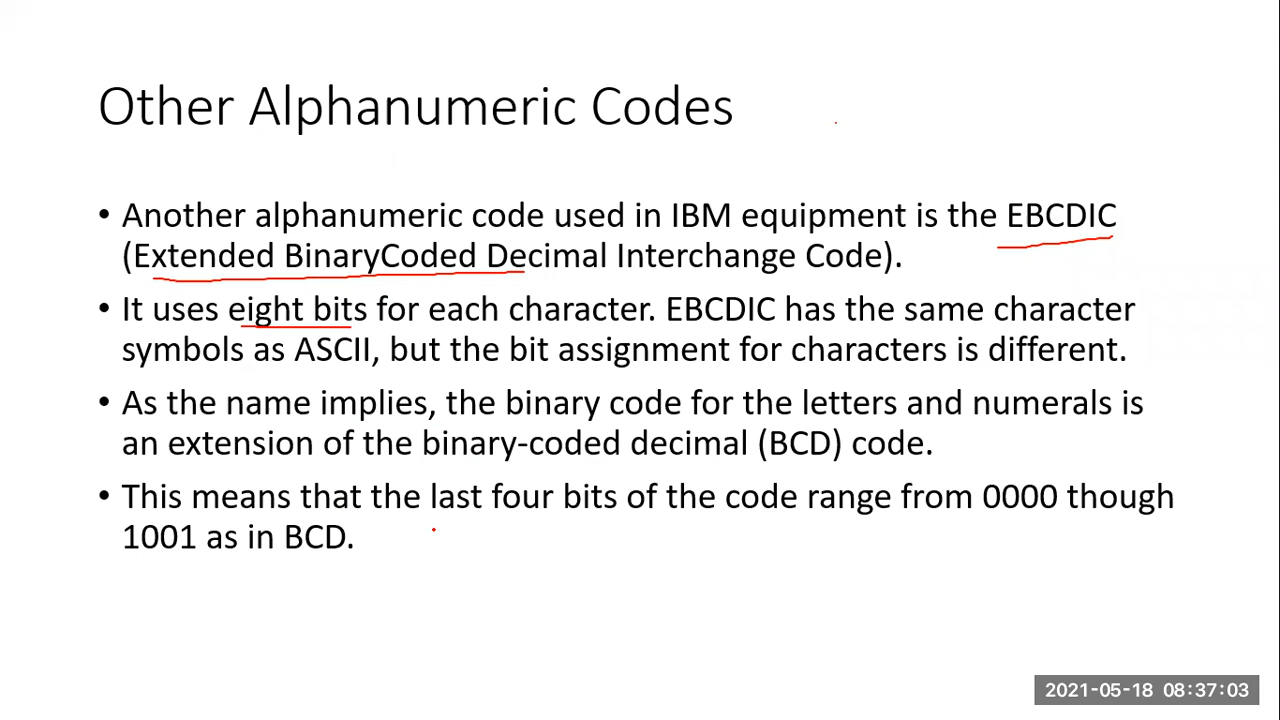 Other Alphanumeric Codes
• Another alphanumeric code used in IBM equipment is the EBCDIC
(Extended BinaryCoded Decimal Interchange Code).
• It uses eight bits for each character. EBCDIC has the same character
symbols as ASCII, but the bit assignment for characters is different.
• As the name implies, the binary code for the letters and numerals is
an extension of the binary-coded decimal (BCD) code.
• This means that the last four bits of the code range from 0000 though
1001 as in BCD.
2021-05-18 08:37:03